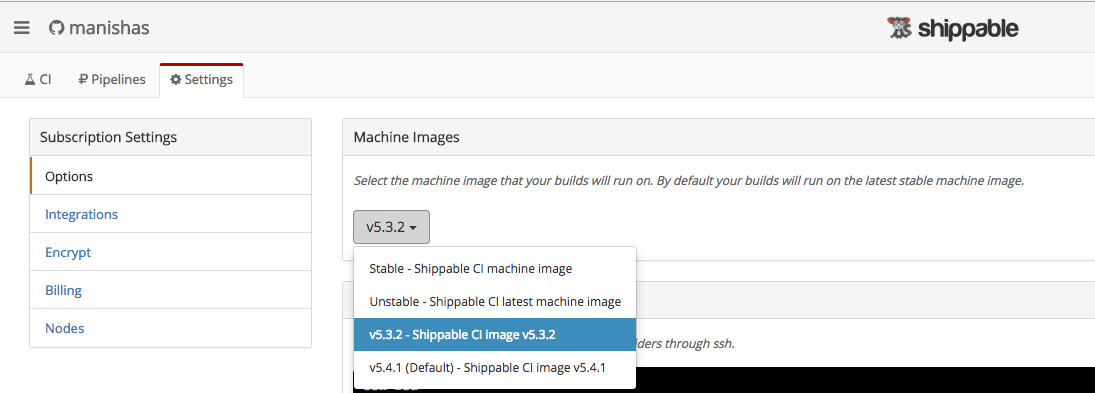 manishas
shippable
CI
Pipelines
Settings
Subscription Settings
Options
Integrations
Encrypt
Billing
Nodes
Machine Images
Select the machine image that your builds will run on. By default your builds will run on the latest stable machine image.
v5.3.2
Stable - Shippable CI machine image
Unstable - Shippable CI latest machine image
v5.3.2 - Shippable CI image v5.3.2
v5.4.1 (Default) - Shippable CI image v5.4.1
through ssh.